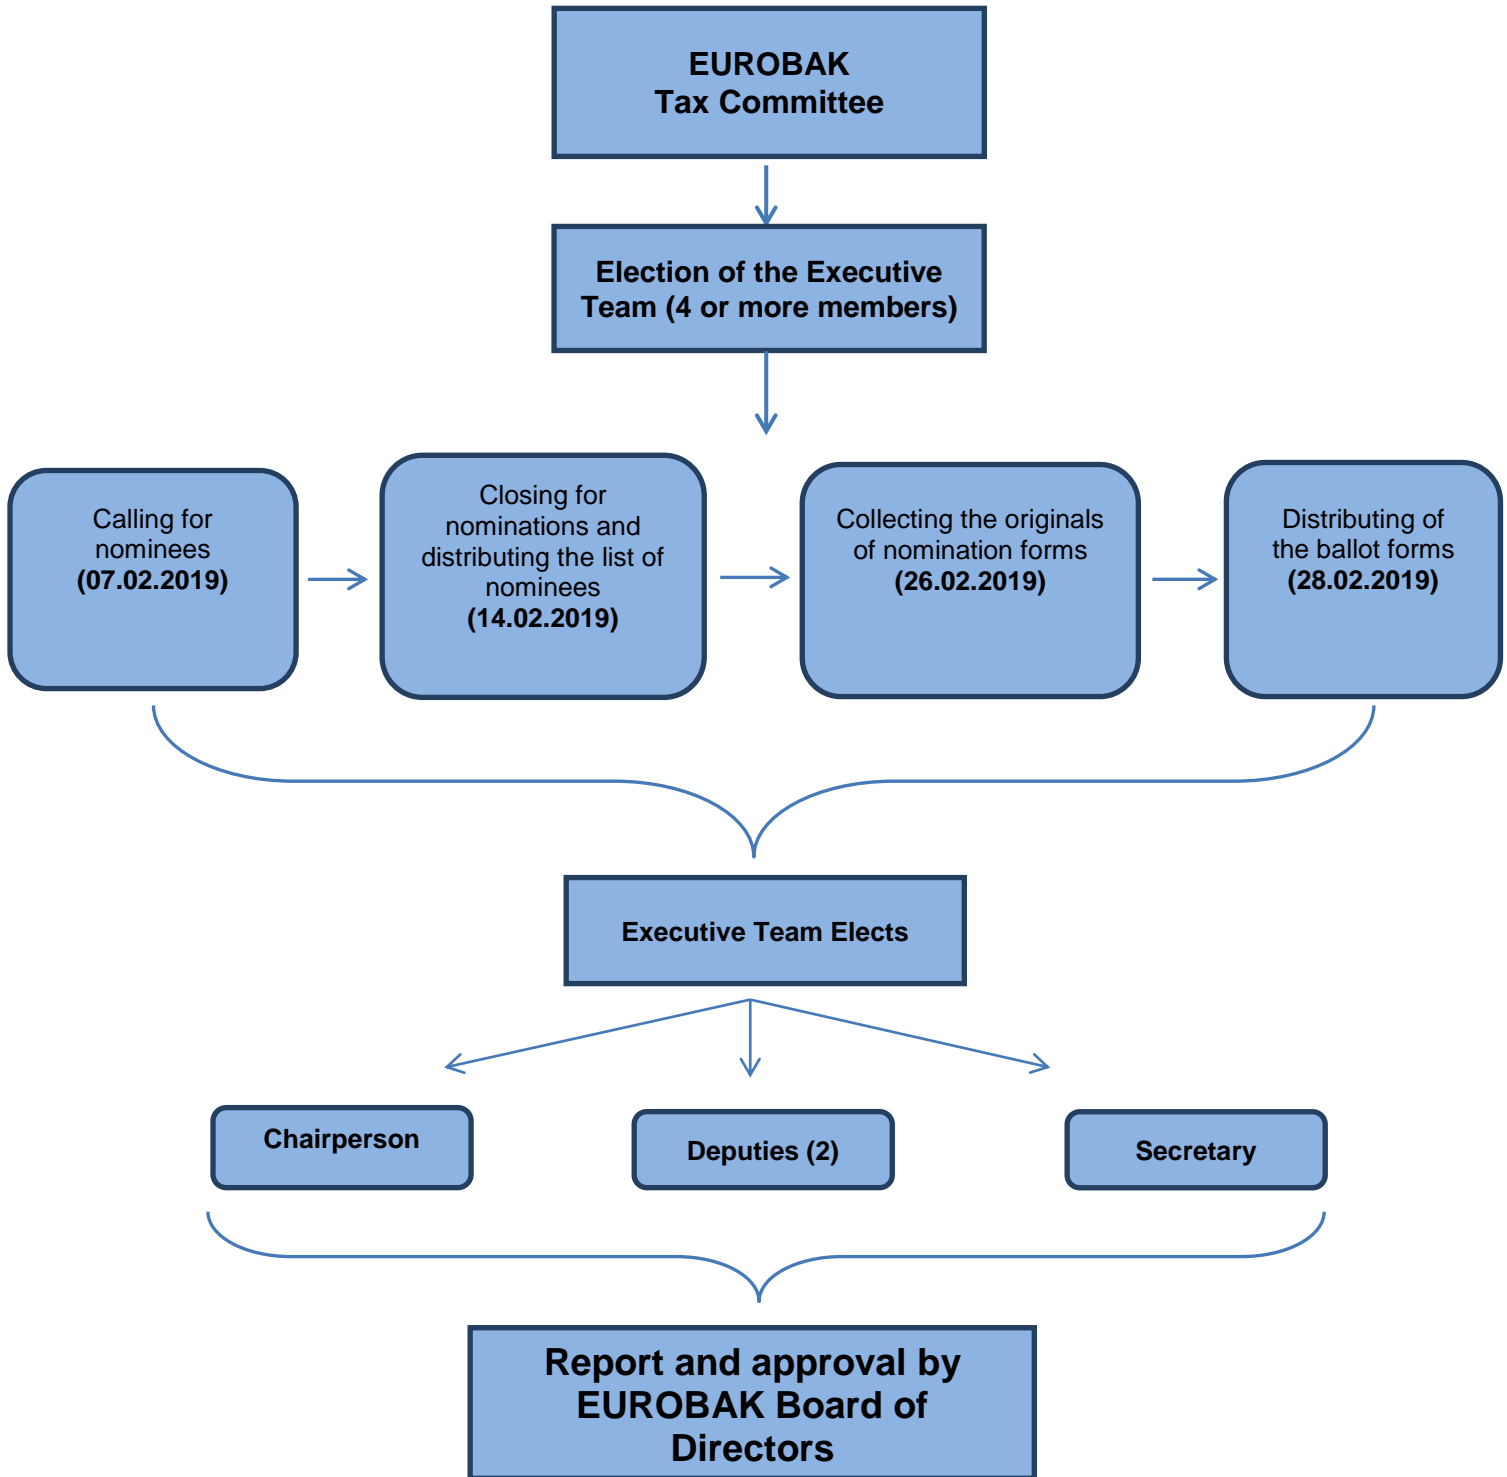 EUROBAK
Tax Committee
Election of the Executive
Team (4 or more members)
Calling for
nominees
(07.02.2019)
Closing for
nominations and
distributing the list of
nominees
(14.02.2019)
Collecting the originals
of nomination forms
(26.02.2019)
Distributing of
the ballot forms
(28.02.2019)
Executive Team Elects
Chairperson
Deputies (2)
Secretary
Report and approval by
EUROBAK Board of
Directors